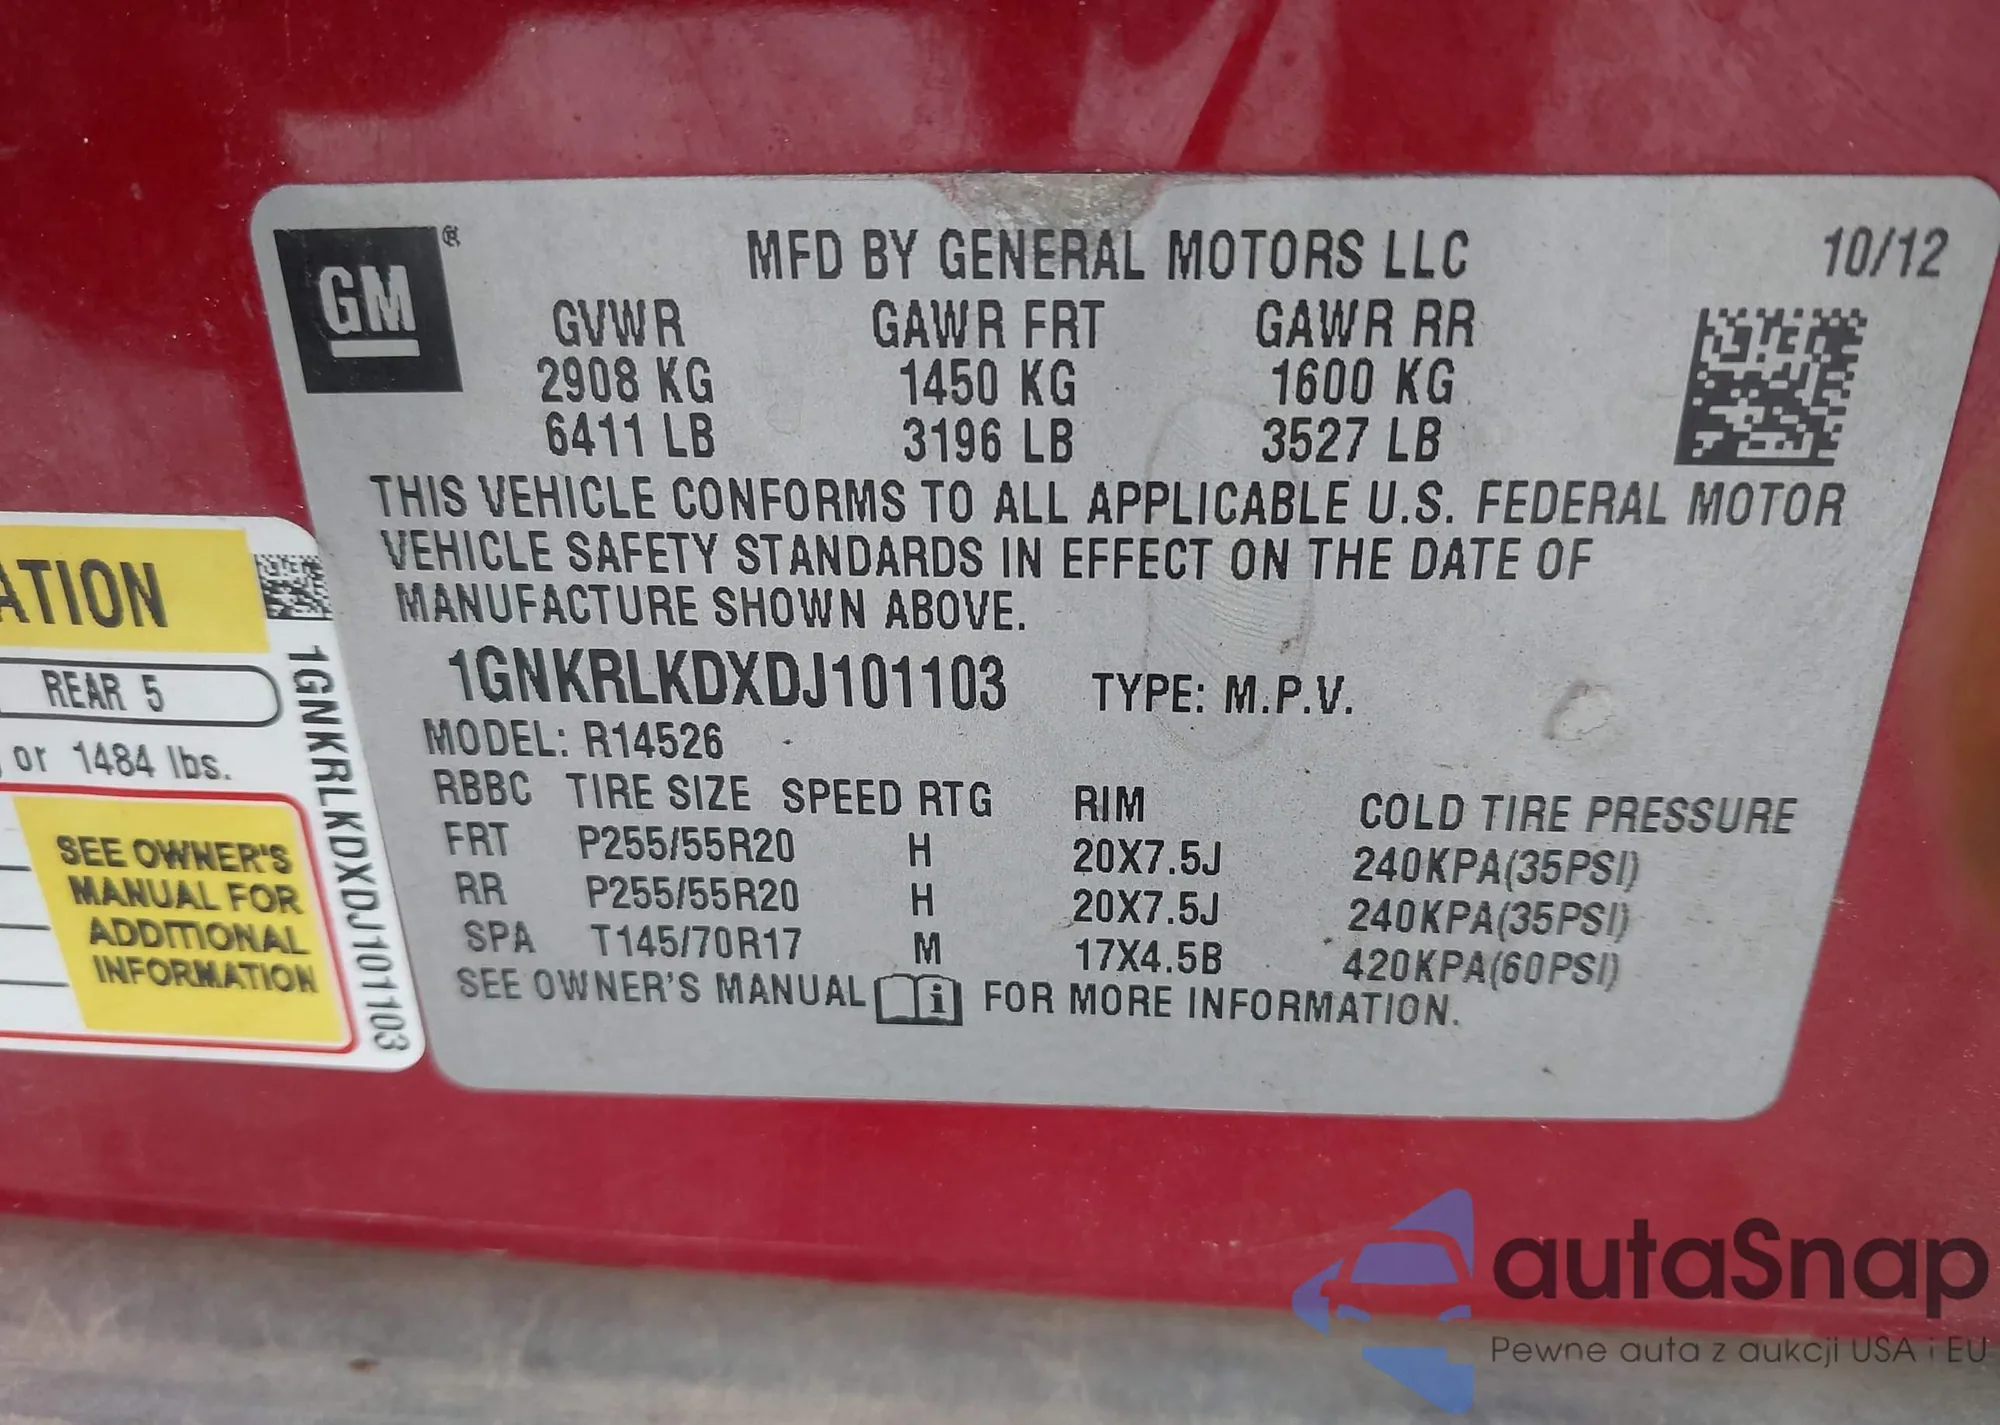 GM
®
MFD BY GENERAL MOTORS LLC
10/12
GVWR GAWR FRT GAWR RR
2908 KG 1450 KG 1600 KG
6411 LB 3196 LB 3527 LB
THIS VEHICLE CONFORMS TO ALL APPLICABLE U.S. FEDERAL MOTOR
VEHICLE SAFETY STANDARDS IN EFFECT ON THE DATE OF
MANUFACTURE SHOWN ABOVE.
1GNKRLKDXDJ101103 TYPE: M.P.V.
MODEL: R14526
RBBC TIRE SIZE SPEED RTG RIM COLD TIRE PRESSURE
FRT P255/55R20 H 20X7.5J 240KPA(35PSI)
RR P255/55R20 H 20X7.5J 240KPA(35PSI)
SPA T145/70R17 M 17X4.5B 420KPA(60PSI)
SEE OWNER'S MANUAL i FOR MORE INFORMATION.
ATION
REAR 5
or 1484 lbs.
SEE OWNER'S
MANUAL FOR
ADDITIONAL
INFORMATION
1GNKRLKDXDJ101103
autoSnap
Pewne auta z aukcji USA i EU